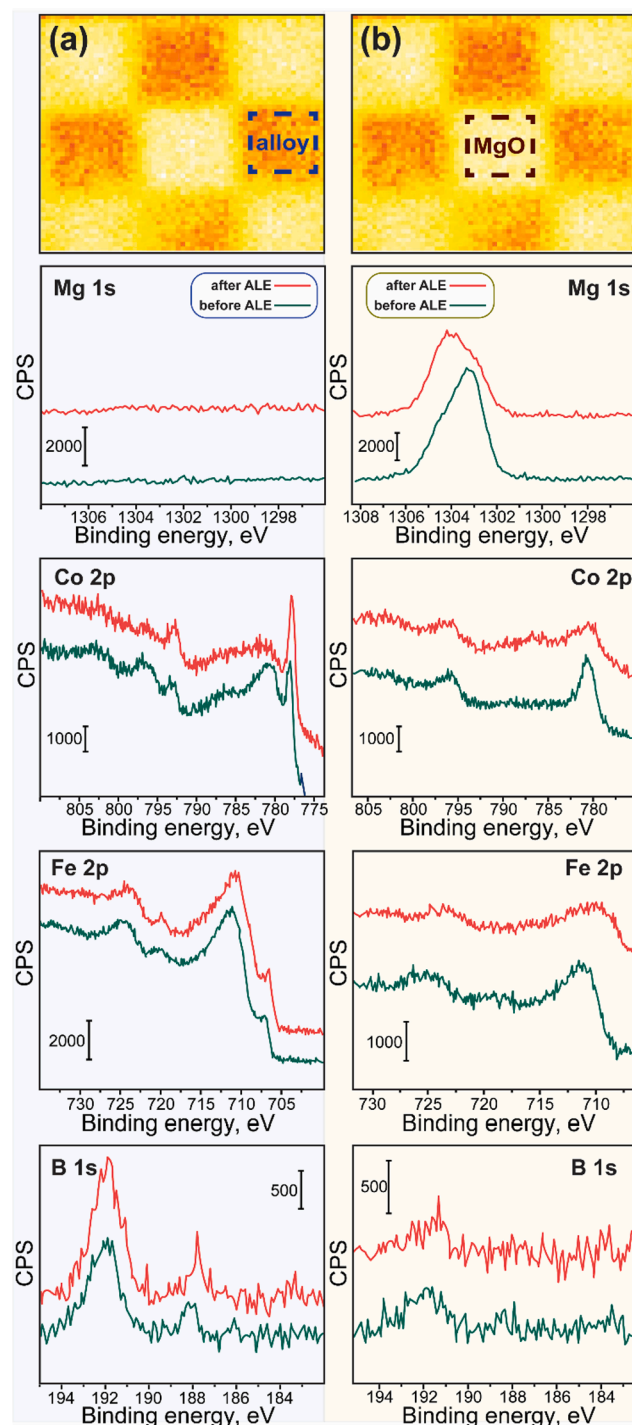 (a)
alloy
(b)
MgO
Mg 1s
after ALE
before ALE
CPS
2000
1306 1304 1302 1300 1298
Binding energy, eV
after ALE
before ALE
Mg 1s
CPS
2000
1308 1306 1304 1302 1300 1298
Binding energy, eV
Co 2p
CPS
1000
805 800 795 790 785 780 775
Binding energy, eV
Co 2p
CPS
1000
805 800 795 790 785 780
Binding energy, eV
Fe 2p
CPS
2000
730 725 720 715 710 705
Binding energy, eV
Fe 2p
CPS
1000
730 725 720 715 710
Binding energy, eV
B 1s
500
CPS
194 192 190 188 186 184
Binding energy, eV
500
B 1s
CPS
194 192 190 188 186 184
Binding energy, eV